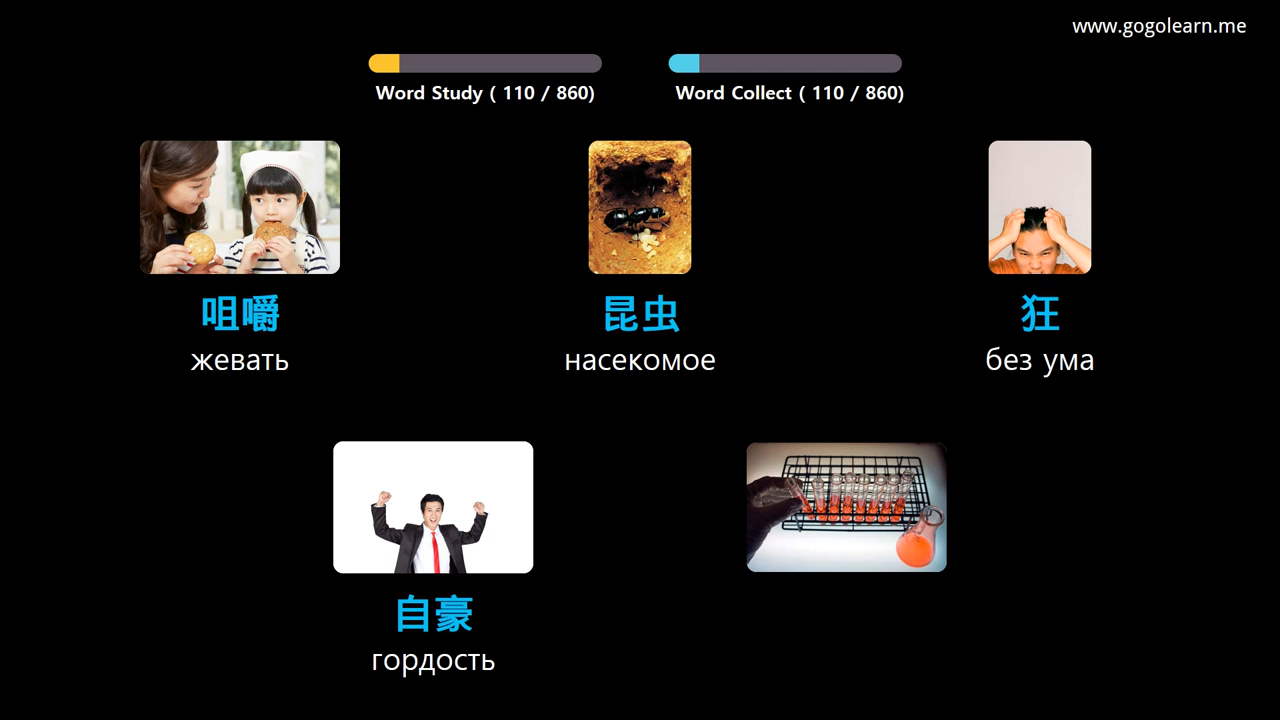 www.gogolearn.me
Word Study ( 110 / 860)
Word Collect ( 110 / 860)
咀嚼
жевать
昆虫
насекомое
狂
без ума
自豪
гордость